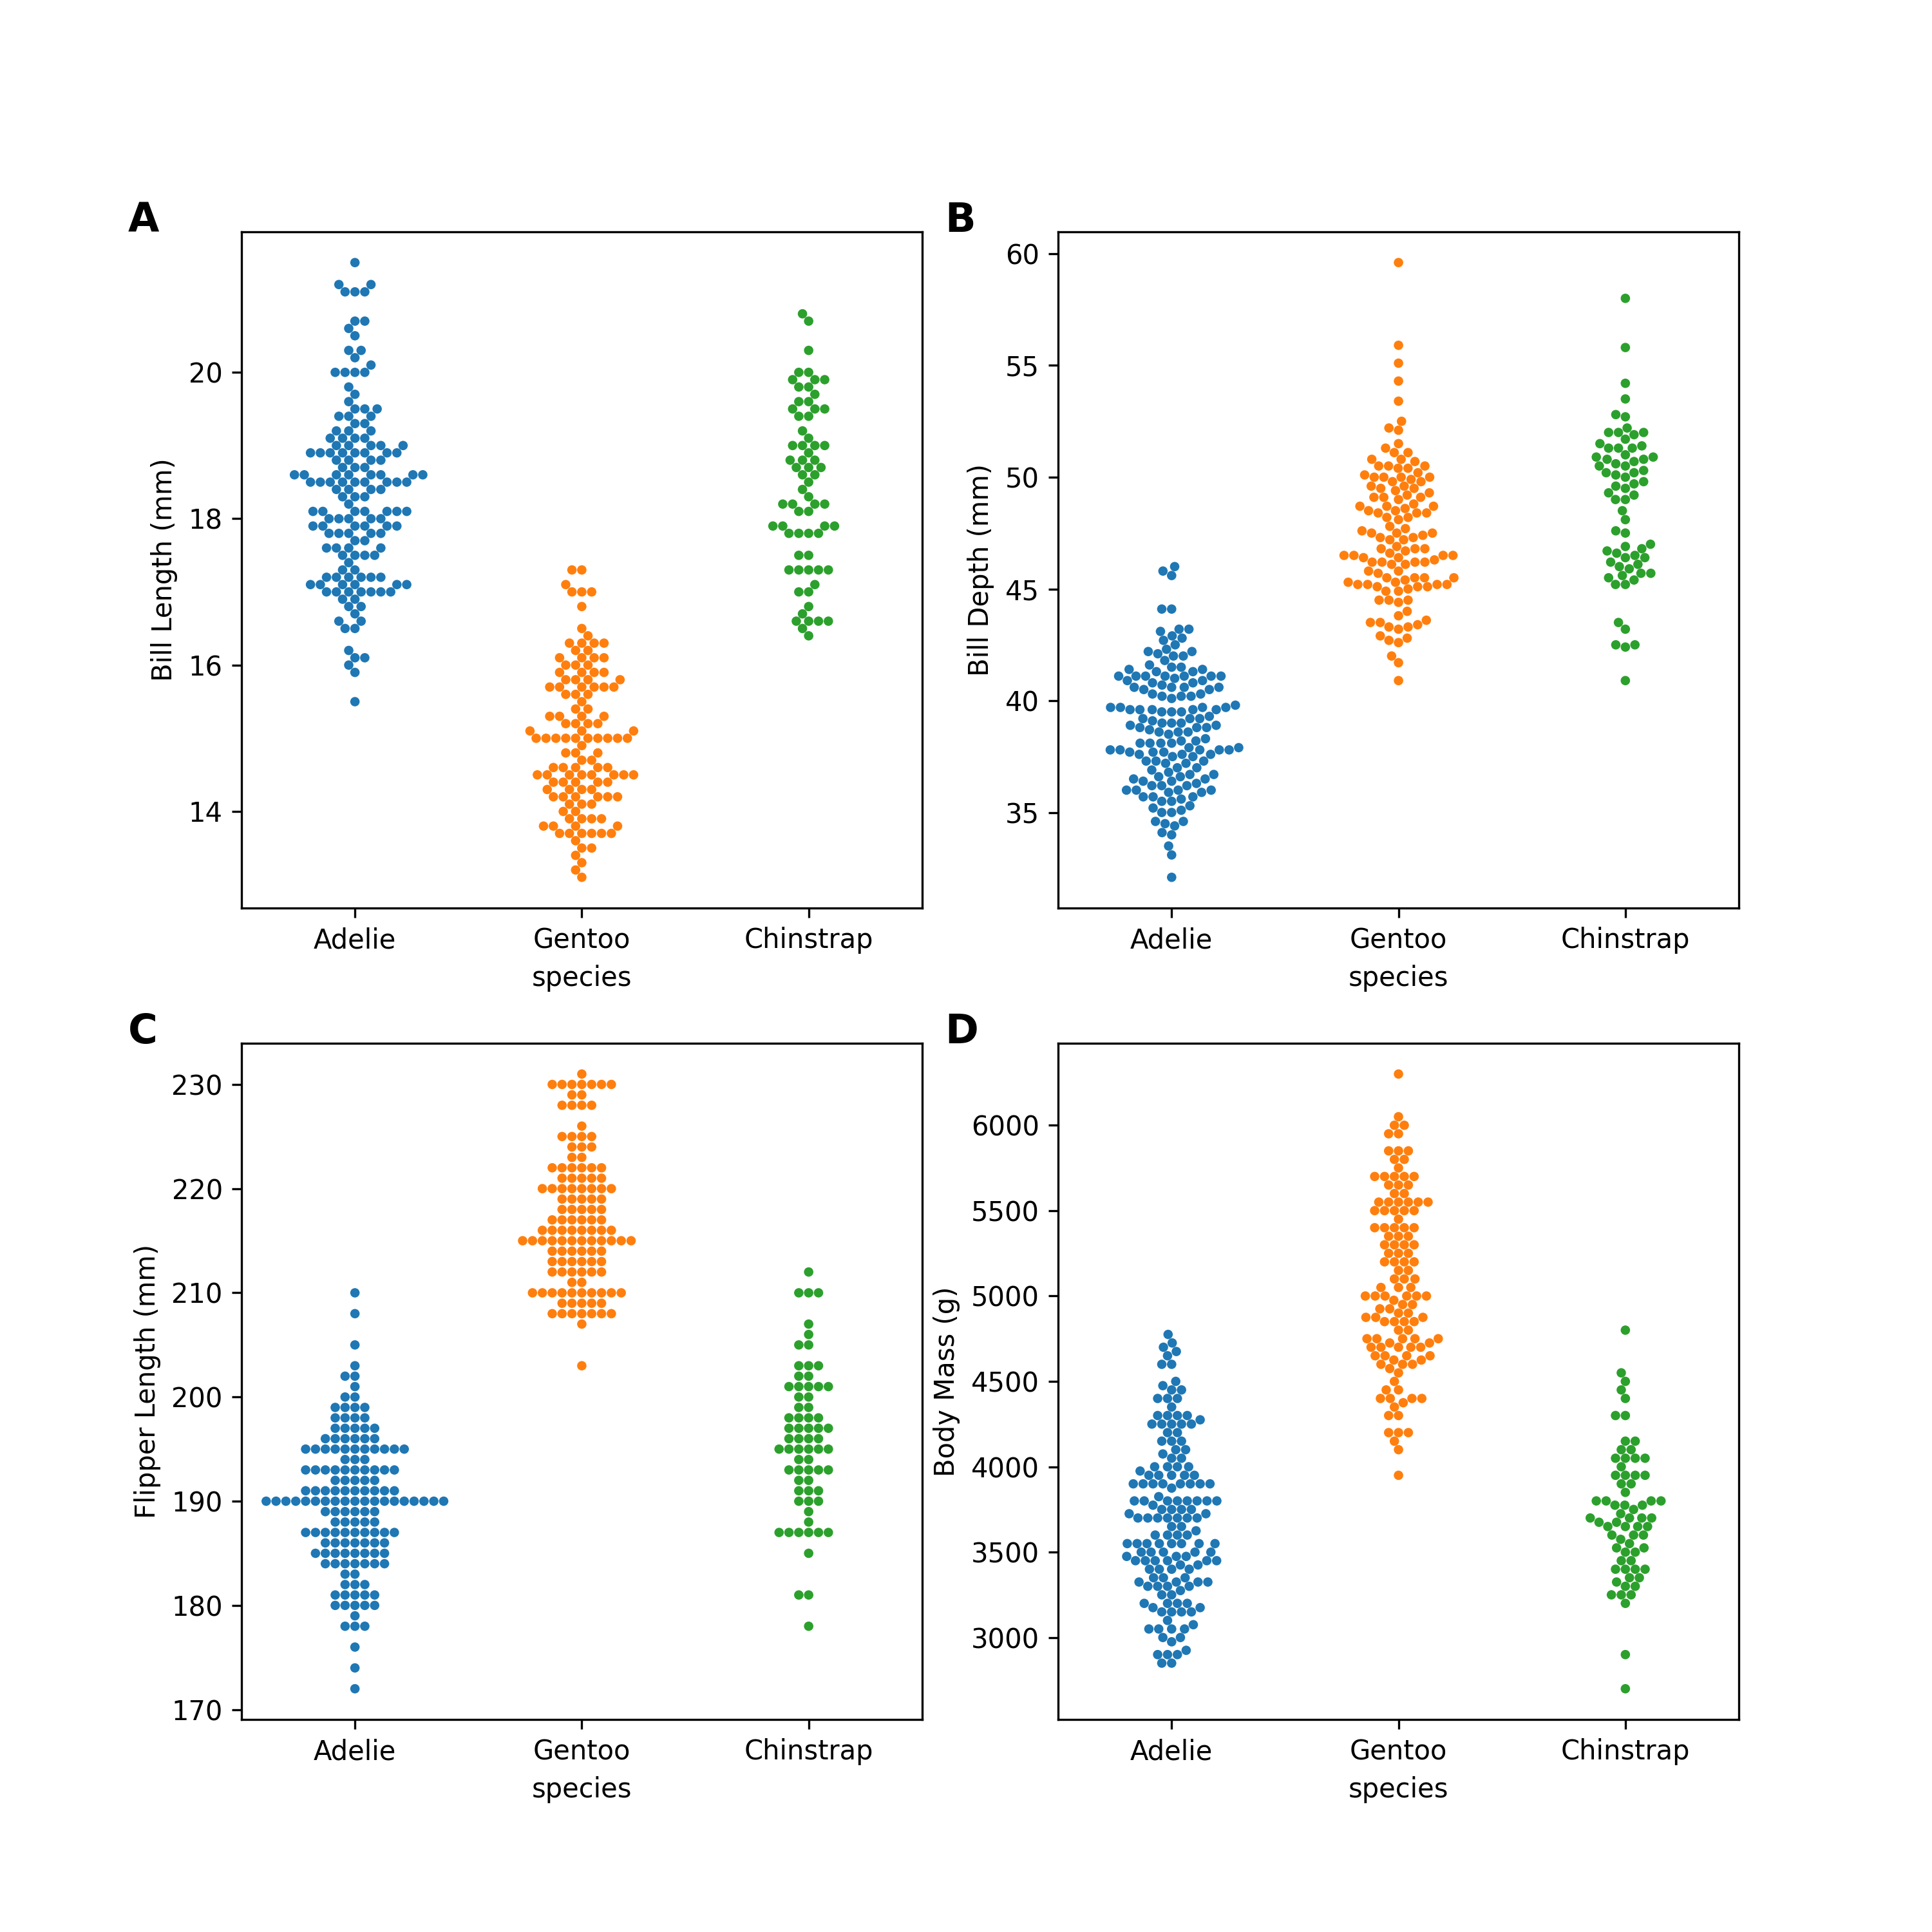 A
Bill Length (mm)
20
18
16
14
Adelie Gentoo Chinstrap
species
B
Bill Depth (mm)
60
55
50
45
40
35
Adelie Gentoo Chinstrap
species
C
Flipper Length (mm)
230
220
210
200
190
180
170
Adelie Gentoo Chinstrap
species
D
Body Mass (g)
6000
5500
5000
4500
4000
3500
3000
Adelie Gentoo Chinstrap
species